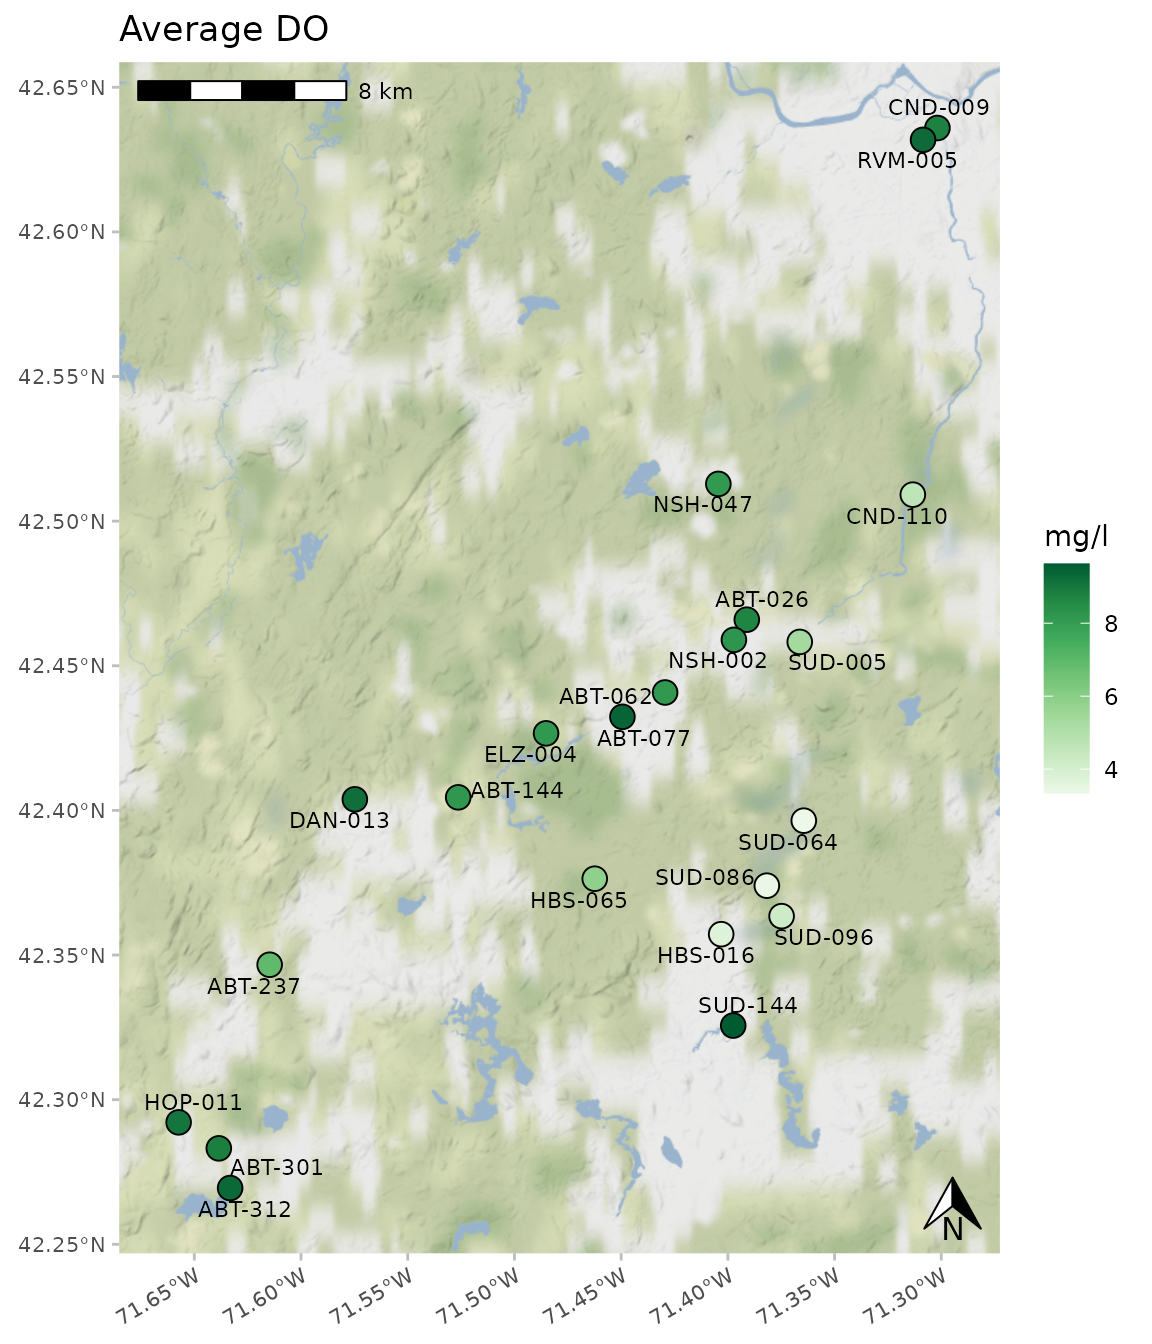 Average DO
8 km
42.65°N
42.60°N
42.55°N
42.50°N
42.45°N
42.40°N
42.35°N
42.30°N
42.25°N
CND-009
RVM-005
NSH-047
CND-110
ABT-026
NSH-002
SUD-005
ABT-062
ABT-077
ELZ-004
ABT-144
DAN-013
SUD-064
SUD-086
HBS-065
SUD-096
HBS-016
ABT-237
SUD-144
HOP-011
ABT-301
ABT-312
N
71.65°W
71.60°W
71.55°W
71.50°W
71.45°W
71.40°W
71.35°W
71.30°W
mg/l
8
6
4